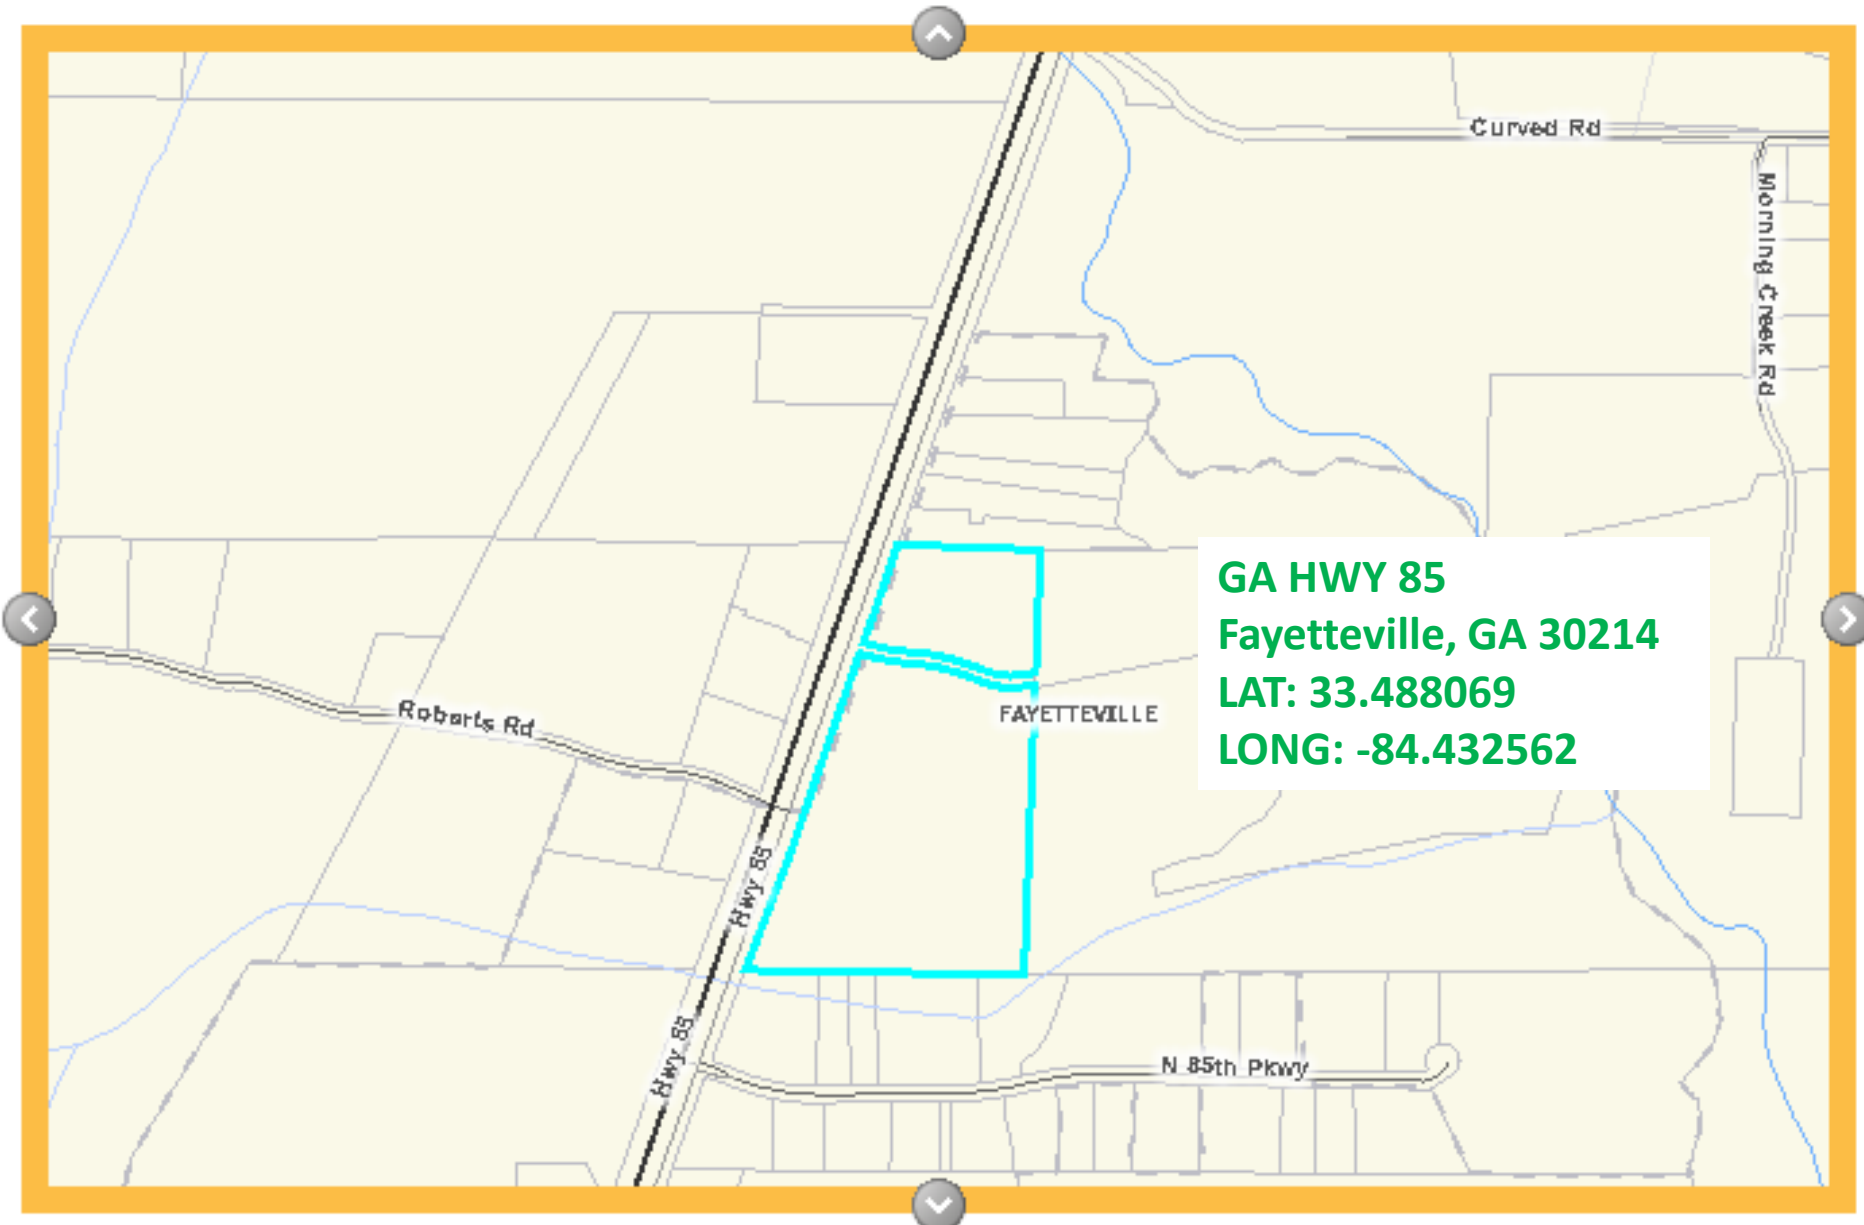 Curved Rd
Morning Creek Rd
GA HWY 85
Fayetteville, GA 30214
LAT: 33.488069
LONG: -84.432562
Roberts Rd
FAYETTEVILLE
Hwy 85
Hwy 85
N 85th Pkwy